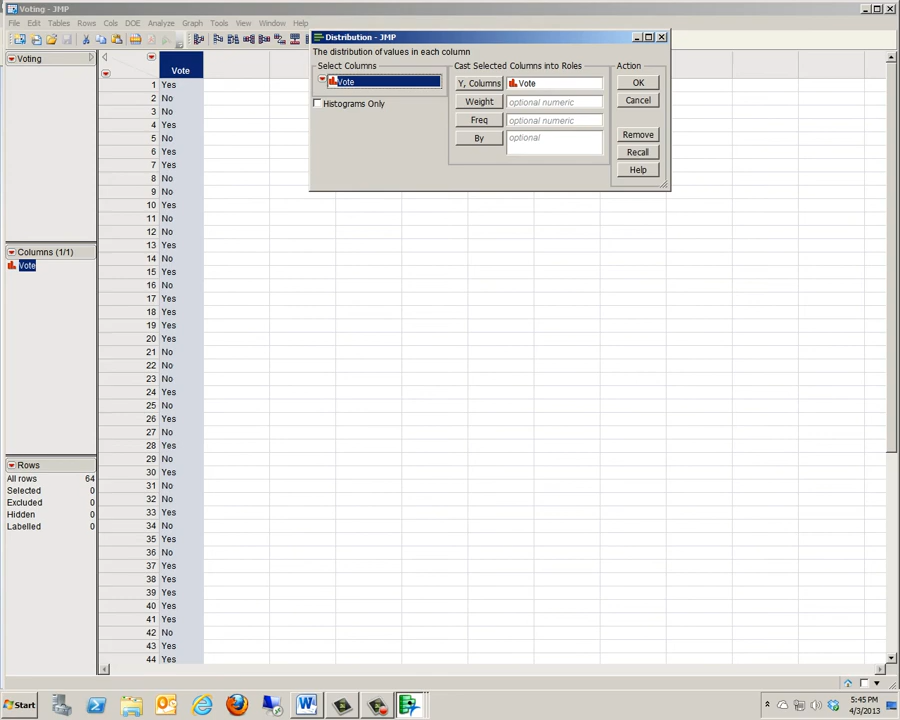 Voting - JMP
File Edit Tables Rows Cols DOE Analyze Graph Tools View Window Help
Distribution - JMP
The distribution of values in each column
Select Columns
Vote
Histograms Only
Cast Selected Columns into Roles
Y, Columns Vote
Weight optional numeric
Freq optional numeric
By optional
Action
OK
Cancel
Remove
Recall
Help
Voting
Columns (1/1)
Vote
Rows
All rows 64
Selected 0
Excluded 0
Hidden 0
Labelled 0
Vote
1 Yes
2 No
3 No
4 Yes
5 No
6 Yes
7 Yes
8 No
9 No
10 Yes
11 No
12 No
13 Yes
14 No
15 Yes
16 No
17 Yes
18 Yes
19 Yes
20 Yes
21 No
22 No
23 No
24 Yes
25 No
26 Yes
27 No
28 Yes
29 No
30 Yes
31 No
32 No
33 Yes
34 No
35 Yes
36 No
37 Yes
38 Yes
39 Yes
40 Yes
41 Yes
42 No
43 Yes
44 Yes
Start
5:45 PM
4/3/2013